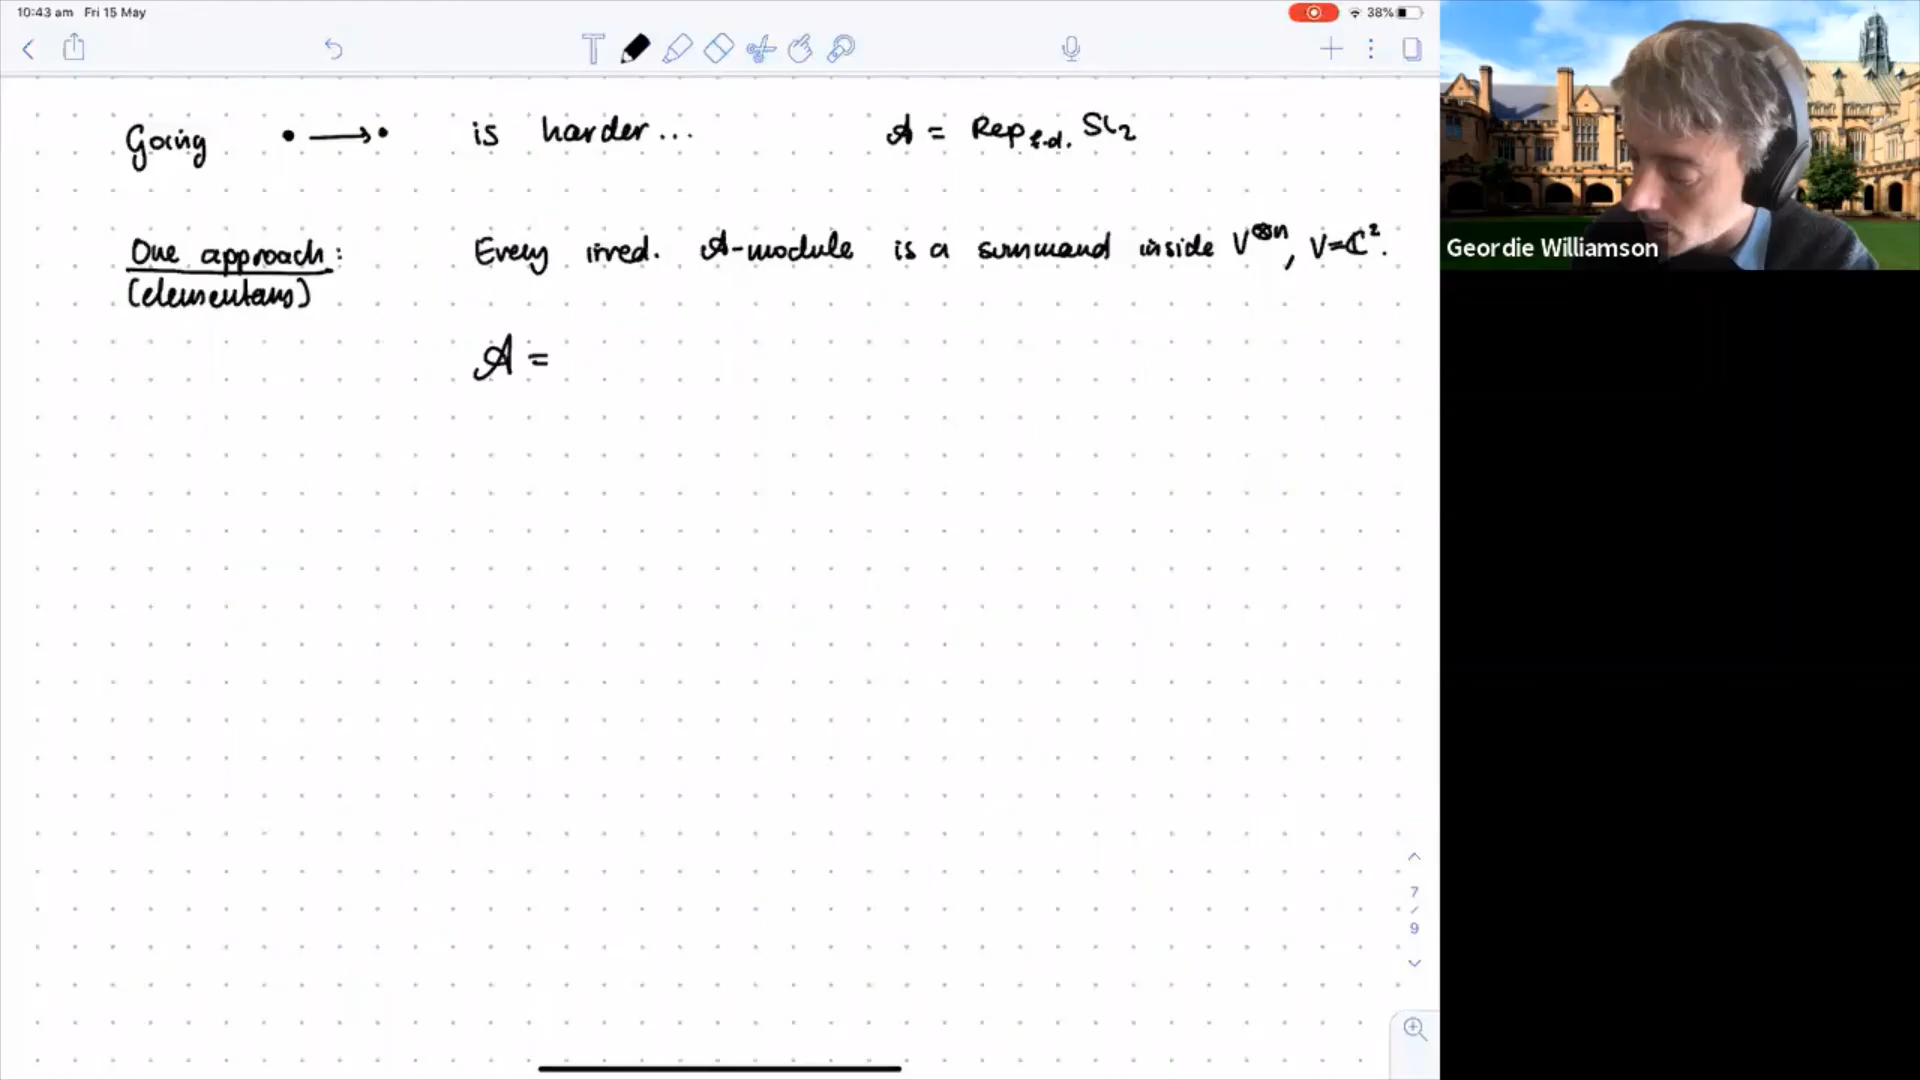 10:43 am Fri 15 May
38%
Going • ⟶ • is harder... 𝒜 = Rep f.d. SL₂
One approach: Every irred. 𝒜-module is a summand inside V^⊗n, V=ℂ².
(elementary)
𝒜 =
Geordie Williamson
7
/
9